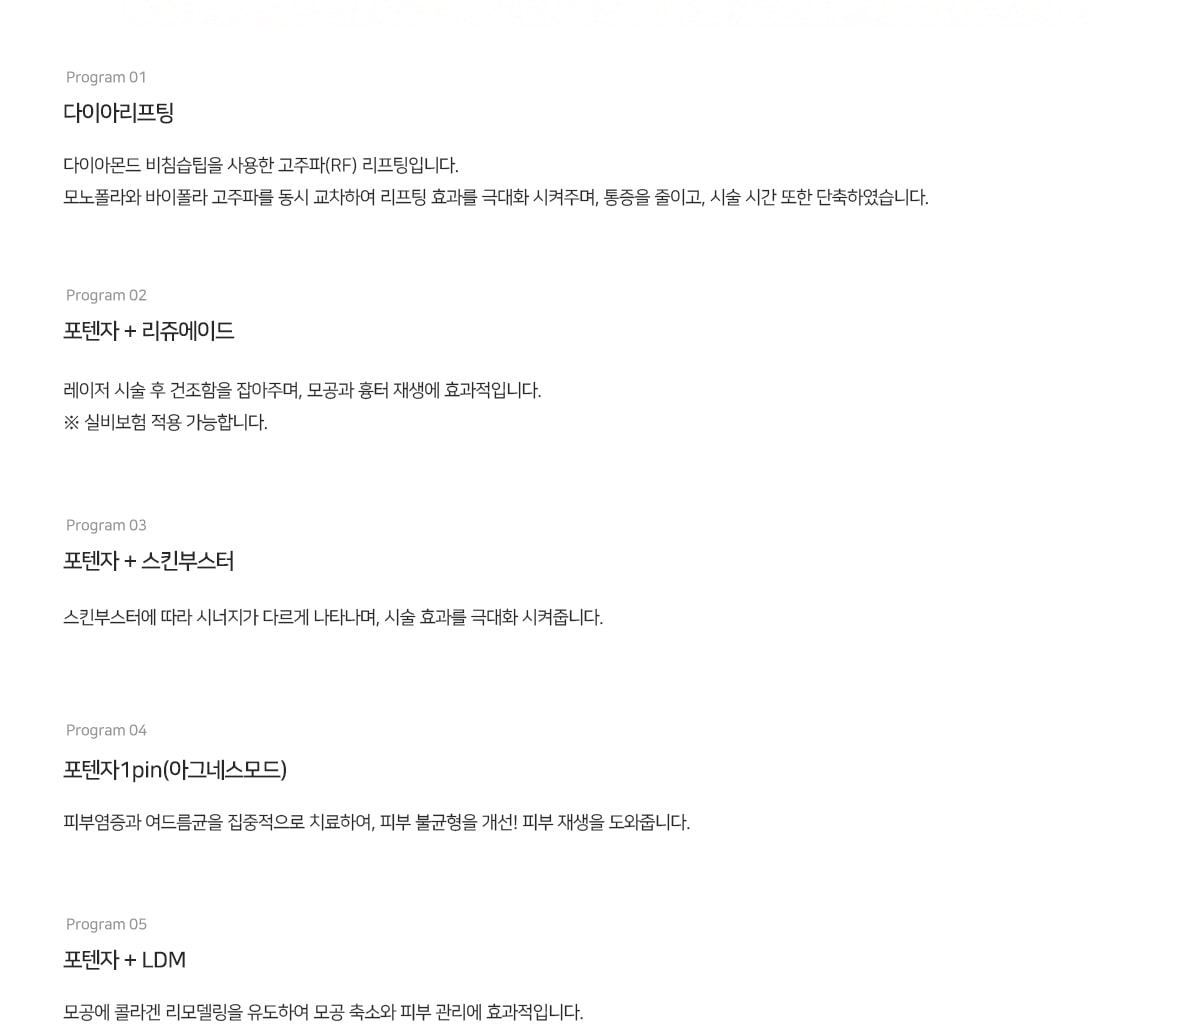 Program 01
다이아리프팅
다이아몬드 비침습팁을 사용한 고주파(RF) 리프팅입니다.
모노폴라와 바이폴라 고주파를 동시 교차하여 리프팅 효과를 극대화 시켜주며, 통증을 줄이고, 시술 시간 또한 단축하였습니다.
Program 02
포텐자 + 리쥬에이드
레이저 시술 후 건조함을 잡아주며, 모공과 흉터 재생에 효과적입니다.
※ 실비보험 적용 가능합니다.
Program 03
포텐자 + 스킨부스터
스킨부스터에 따라 시너지가 다르게 나타나며, 시술 효과를 극대화 시켜줍니다.
Program 04
포텐자1pin(아그네스모드)
피부염증과 여드름균을 집중적으로 치료하여, 피부 불균형을 개선! 피부 재생을 도와줍니다.
Program 05
포텐자 + LDM
모공에 콜라겐 리모델링을 유도하여 모공 축소와 피부 관리에 효과적입니다.